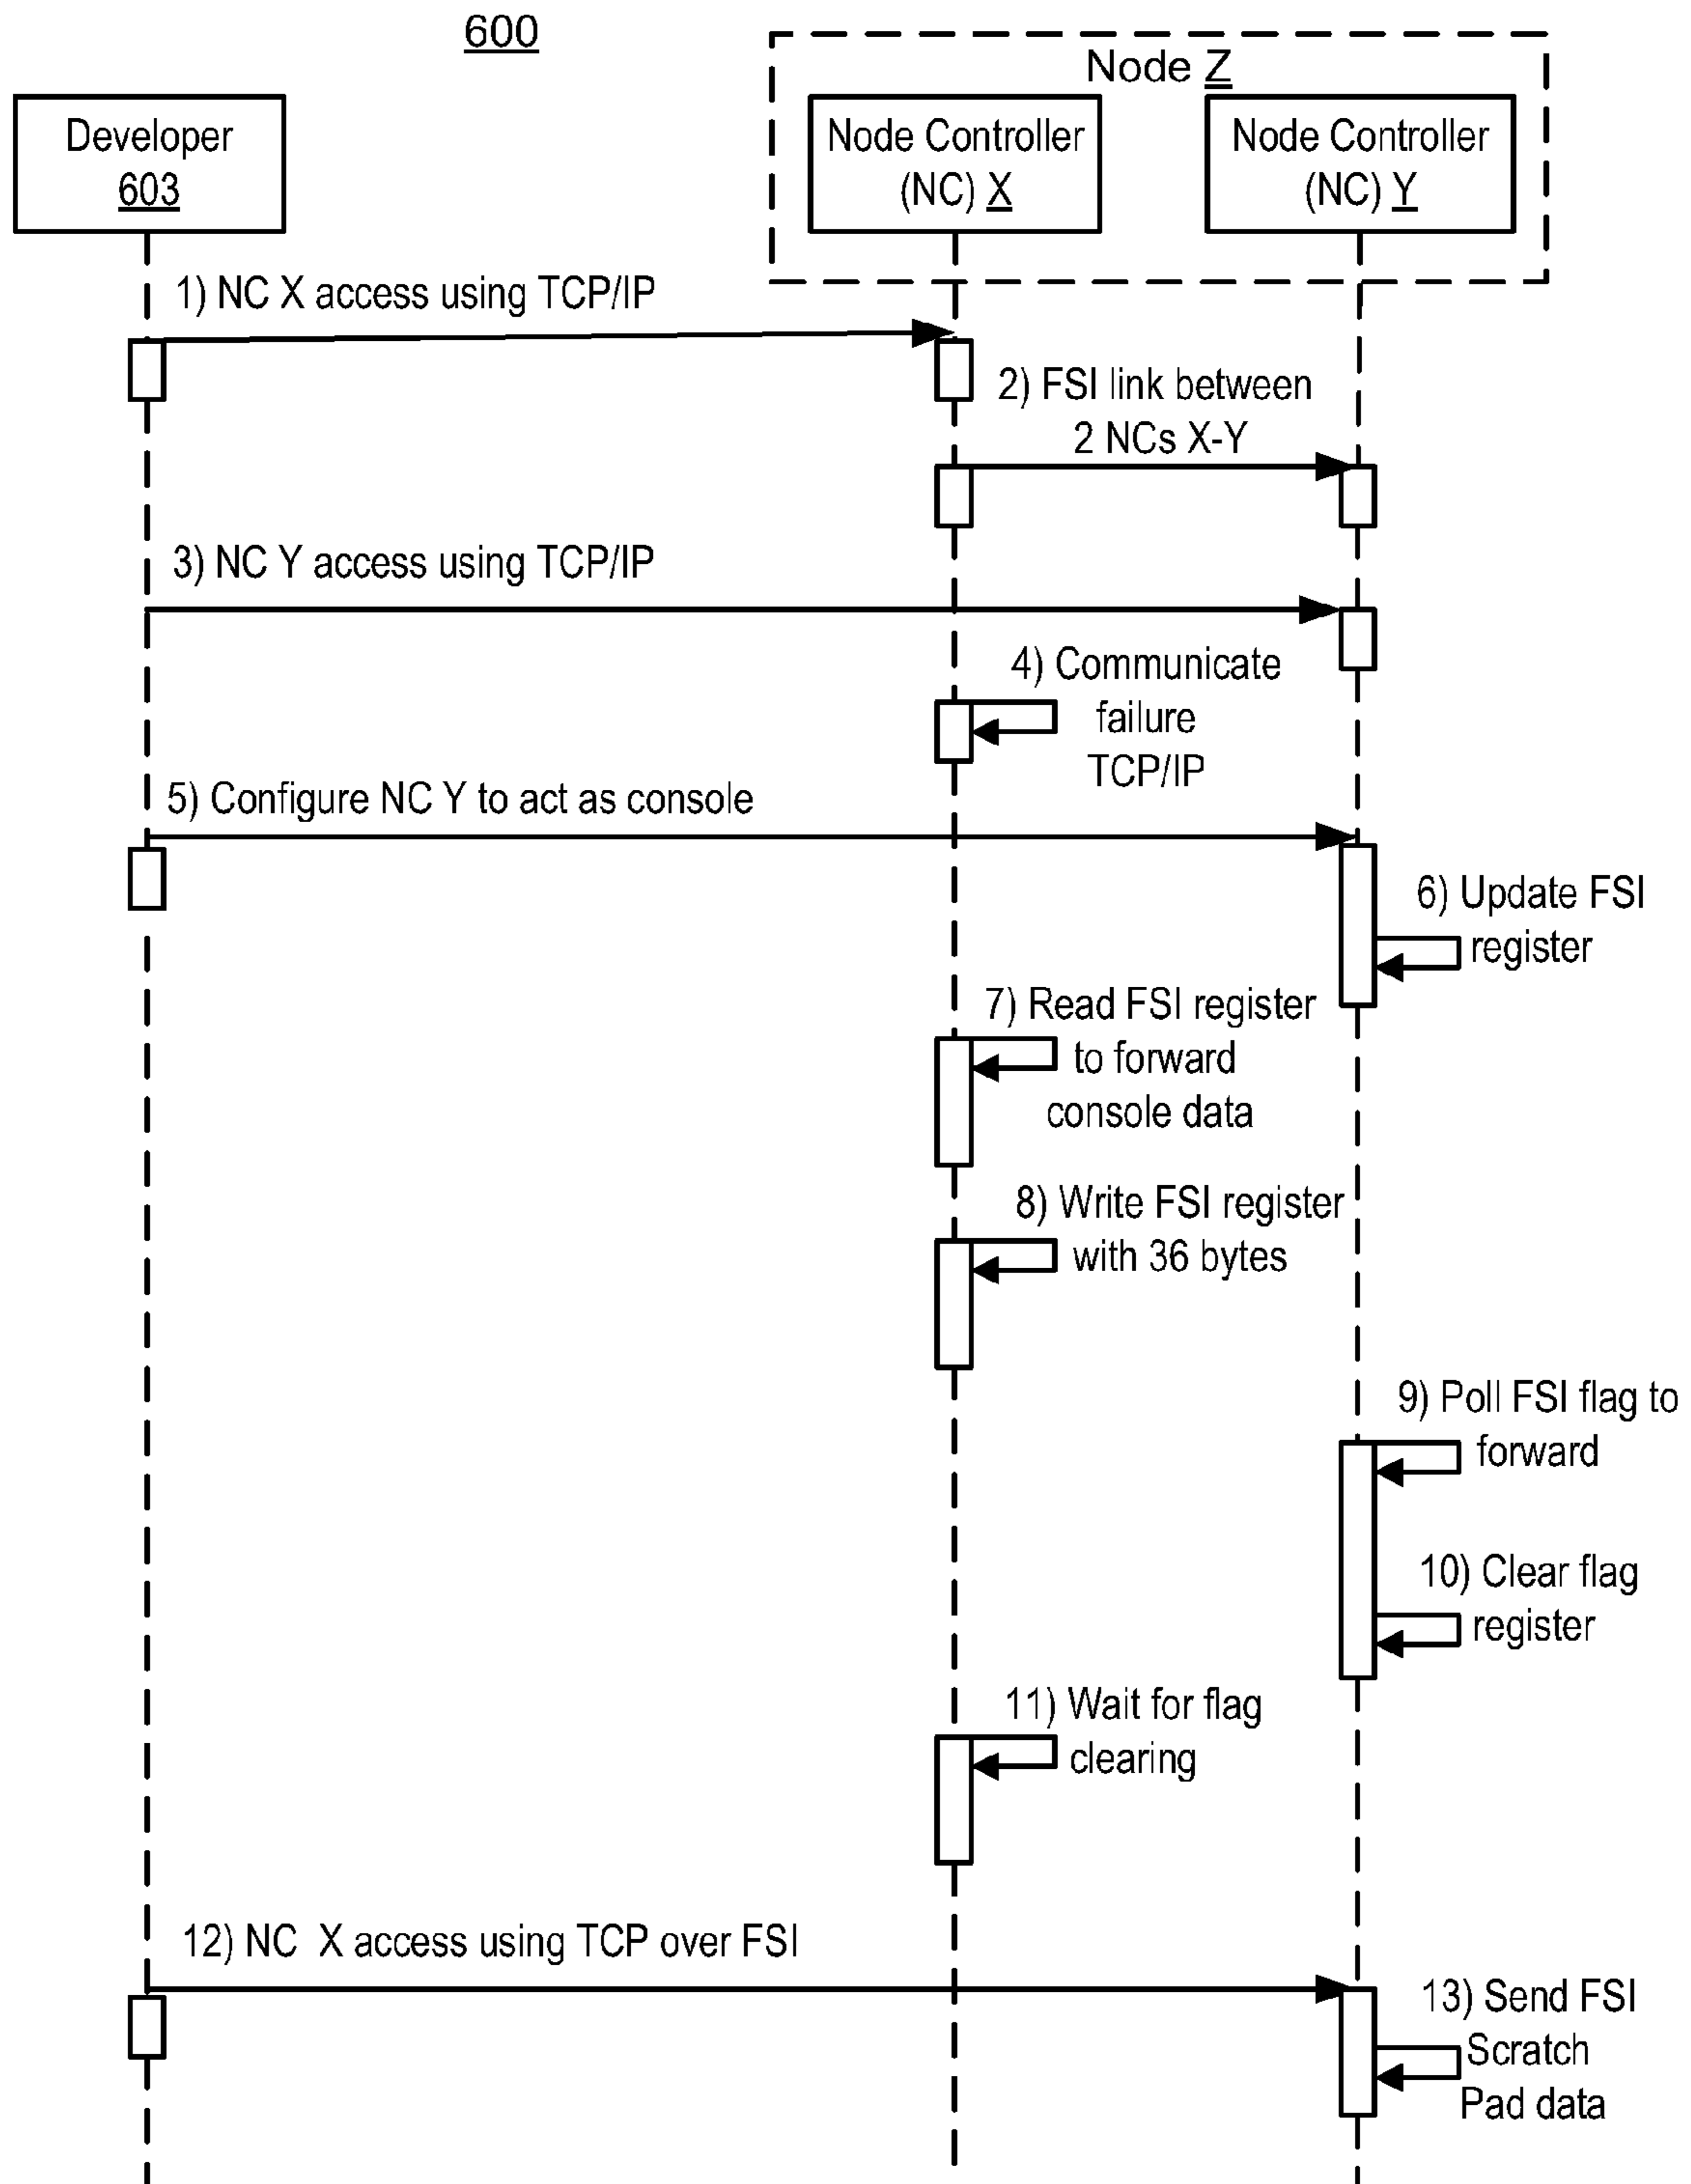 600
Node Z
Developer
603
Node Controller
(NC) X
Node Controller
(NC) Y
1) NC X access using TCP/IP
2) FSI link between
2 NCs X-Y
3) NC Y access using TCP/IP
4) Communicate
failure
TCP/IP
5) Configure NC Y to act as console
6) Update FSI
register
7) Read FSI register
to forward
console data
8) Write FSI register
with 36 bytes
9) Poll FSI flag to
forward
10) Clear flag
register
11) Wait for flag
clearing
12) NC X access using TCP over FSI
13) Send FSI
Scratch
Pad data